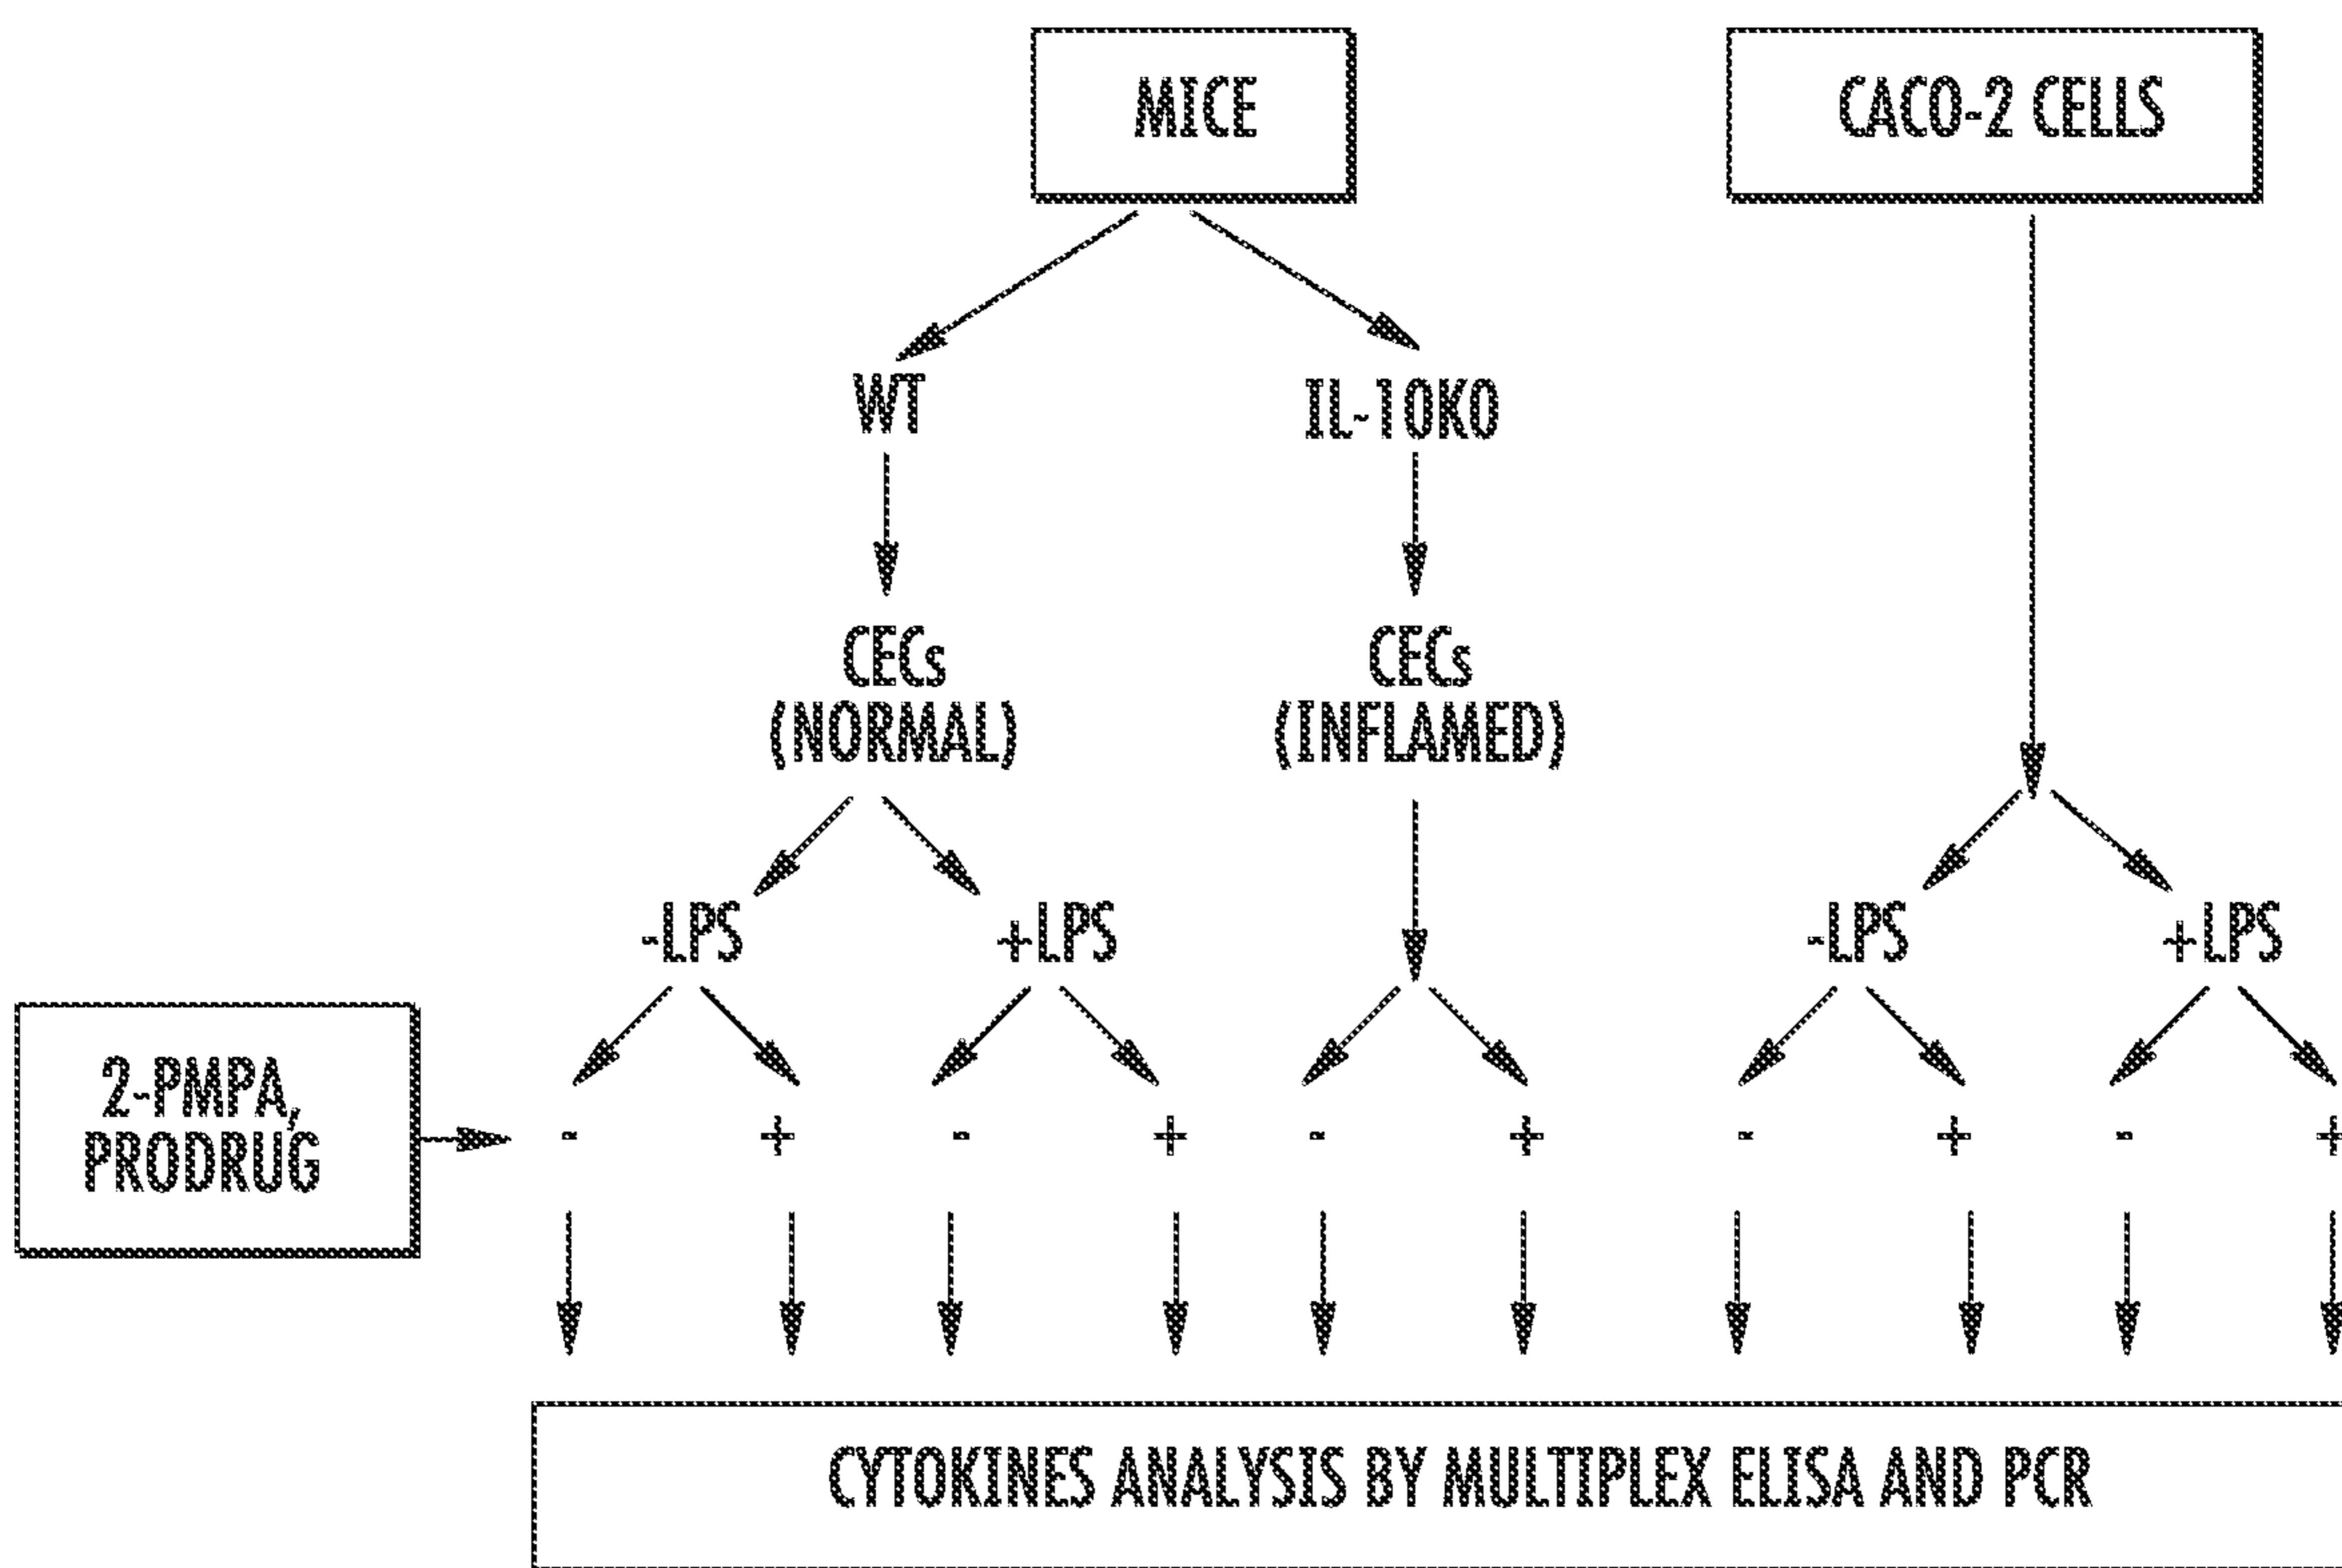 MICE
CACO-2 CELLS
WT
IL-10KO
CECs
(NORMAL)
CECs
(INFLAMED)
-LPS
+LPS
-LPS
+LPS
2-PMPA,
PRODRUG
- + - + - + - + - +
CYTOKINES ANALYSIS BY MULTIPLEX ELISA AND PCR